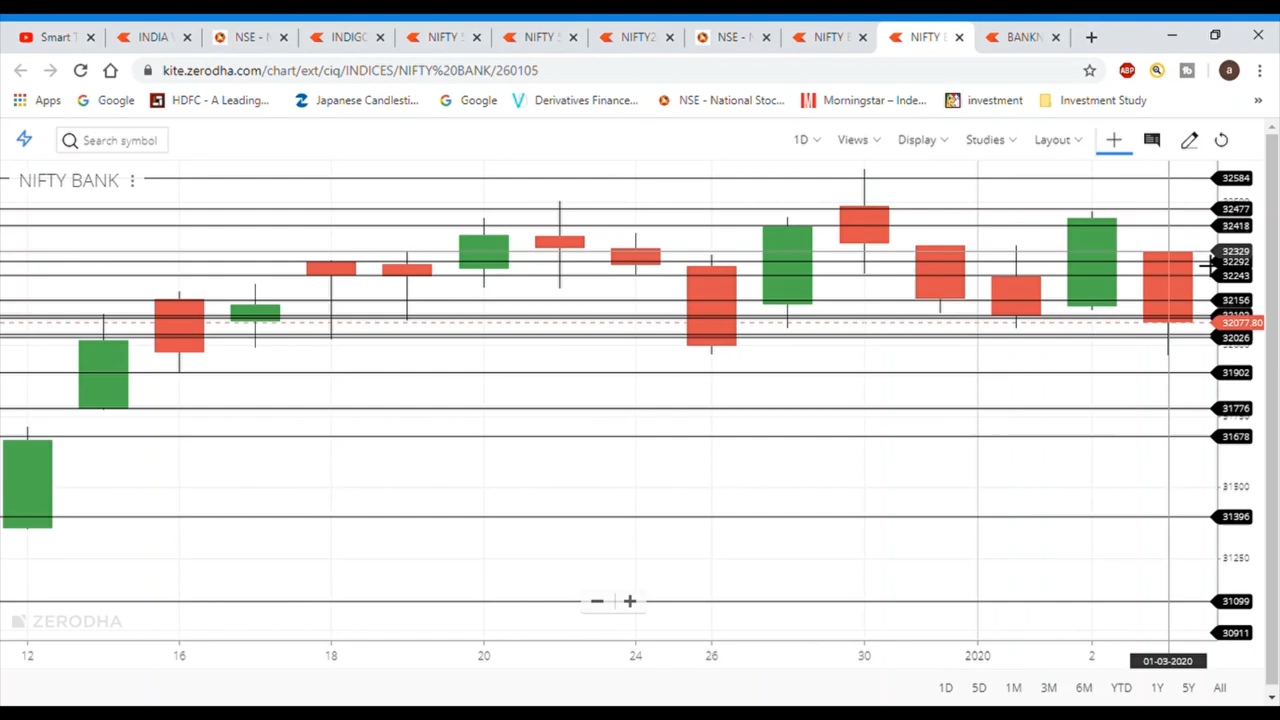 Smart T
INDIA V
NSE - N
INDIGO
NIFTY 5
NIFTY 5
NIFTY2
NSE - N
NIFTY E
NIFTY E
BANKN
kite.zerodha.com/chart/ext/ciq/INDICES/NIFTY%20BANK/260105
ABP
a
Apps
Google
HDFC - A Leading...
Japanese Candlesti...
Google
Derivatives Finance...
NSE - National Stoc...
Morningstar – Inde...
investment
Investment Study
»
Search symbol
1D
Views
Display
Studies
Layout
NIFTY BANK
32584
32477
32418
32329
32292
32243
32156
32077.80
32026
31902
31776
31678
31500
31396
31250
31099
30911
ZERODHA
12
16
18
20
24
26
30
2020
2
01-03-2020
1D
5D
1M
3M
6M
YTD
1Y
5Y
All